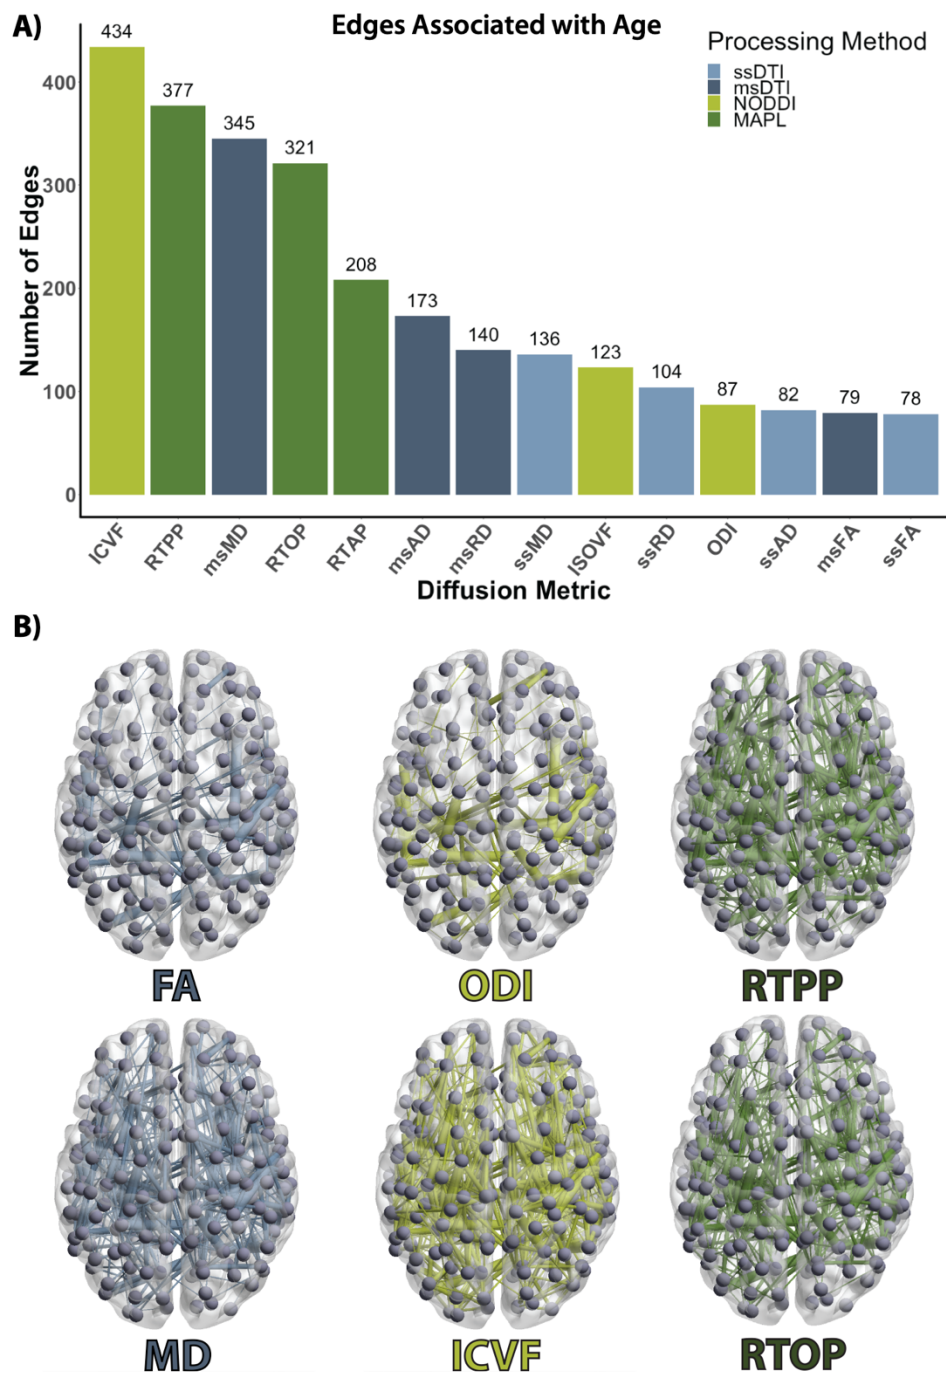 A)
Edges Associated with Age
Processing Method
ssDTI
msDTI
NODDI
MAPL
Number of Edges
400
300
200
100
0
434
377
345
321
208
173
140
136
123
104
87
82
79
78
ICVF
RTPP
msMD
RTOP
RTAP
msAD
msRD
ssMD
ISOVF
ssRD
ODI
ssAD
msFA
ssFA
Diffusion Metric
B)
FA
ODI
RTPP
MD
ICVF
RTOP